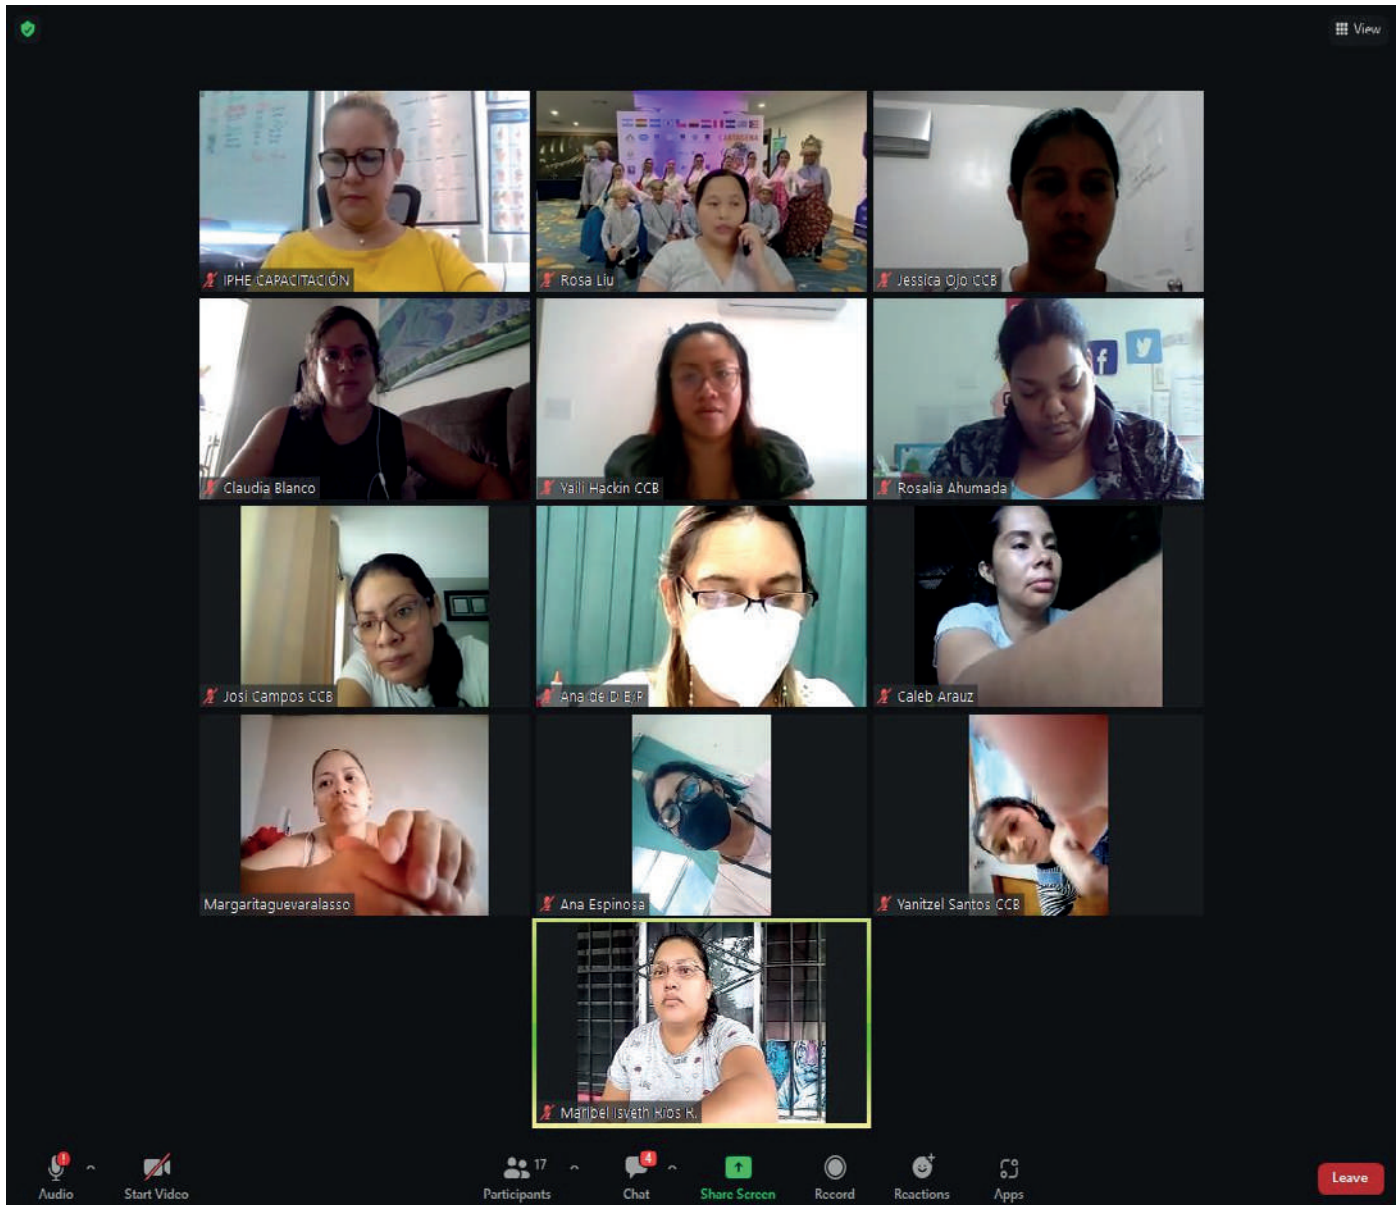 View
IPHE CAPACITACIÓN
Rosa Liu
Jessica Ojo CCB
CARTAGENA
Claudia Blanco
Yaili Hackin CCB
Rosalia Ahumada
Josi Campos CCB
Ana de D E/P
Caleb Arauz
Margaritaguevaralasso
Ana Espinosa
Yanitzel Santos CCB
Maribel Isveth Rios R.
17
4
Audio
Start Video
Participants
Chat
Share Screen
Record
Reactions
Apps
Leave